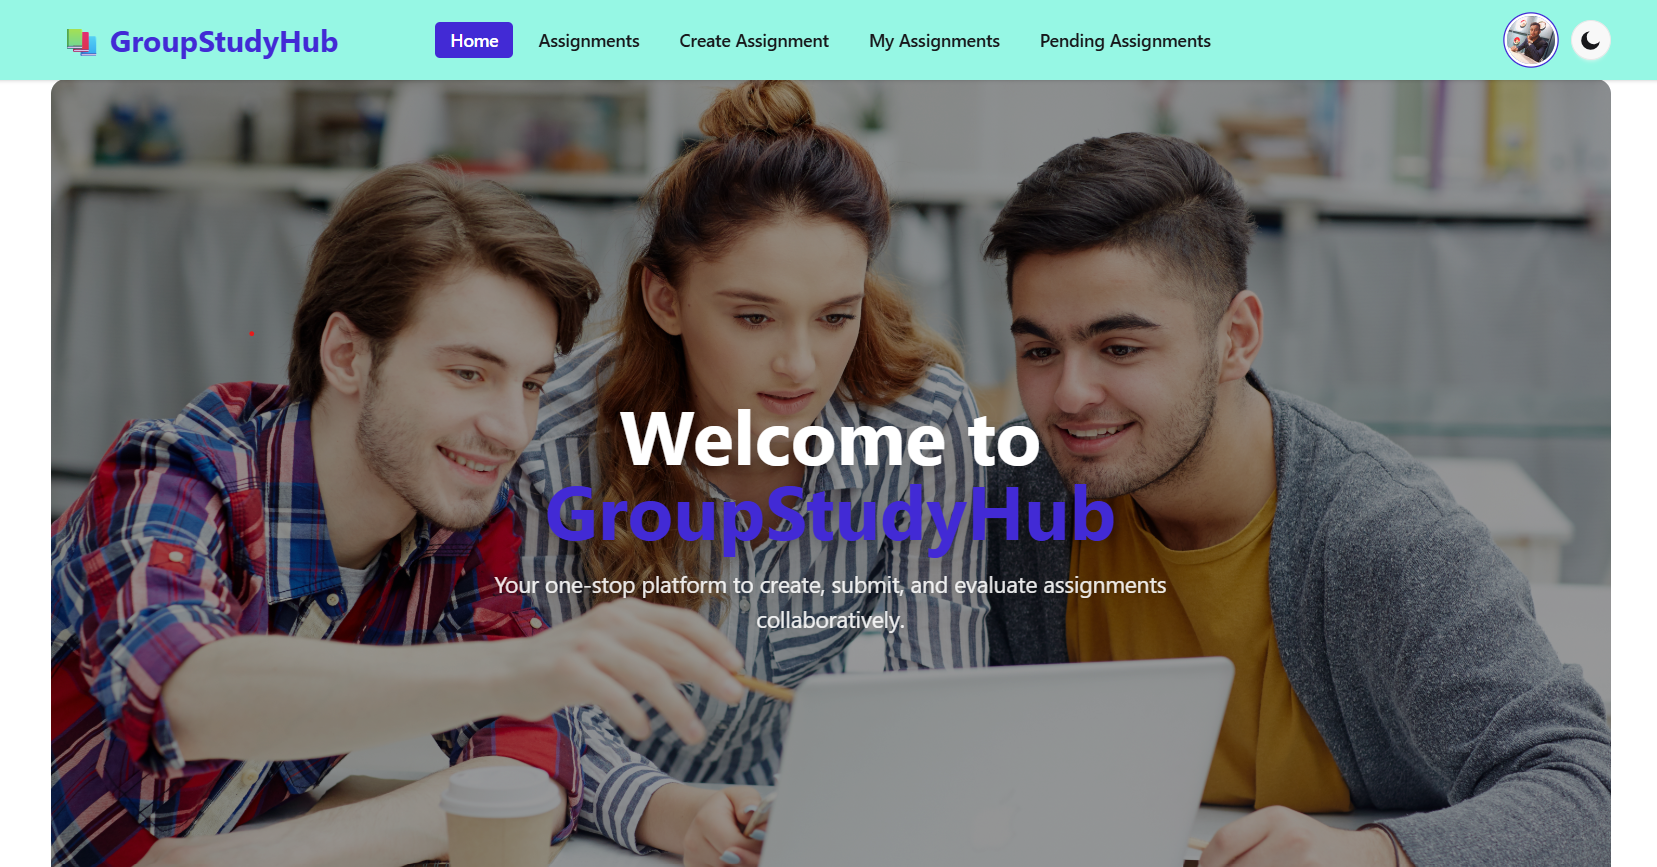 GroupStudyHub
Home
Assignments
Create Assignment
My Assignments
Pending Assignments
Welcome to
GroupStudyHub
Your one-stop platform to create, submit, and evaluate assignments
collaboratively.